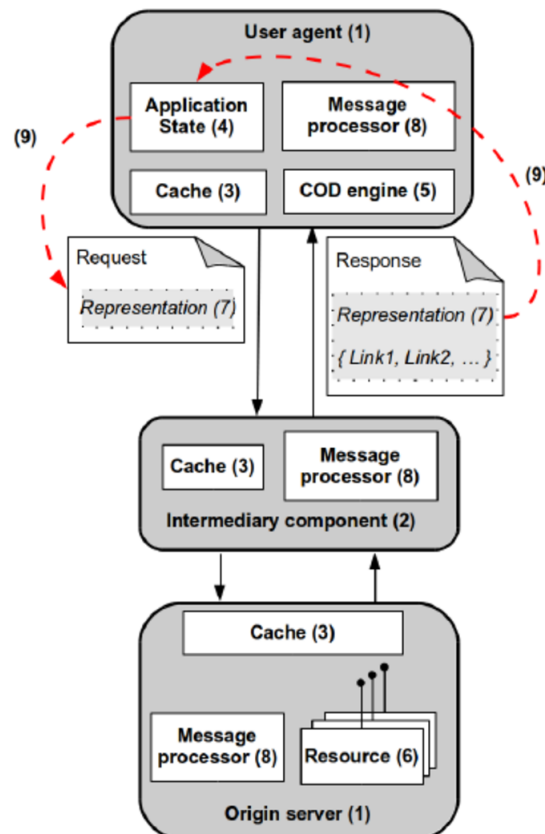 User agent (1)
Application
State (4)
Message
processor (8)
(9)
(9)
Cache (3)
COD engine (5)
Request
Representation (7)
Response
Representation (7)
{ Link1, Link2, … }
Cache (3)
Message
processor (8)
Intermediary component (2)
Cache (3)
Message
processor (8)
Resource (6)
Origin server (1)